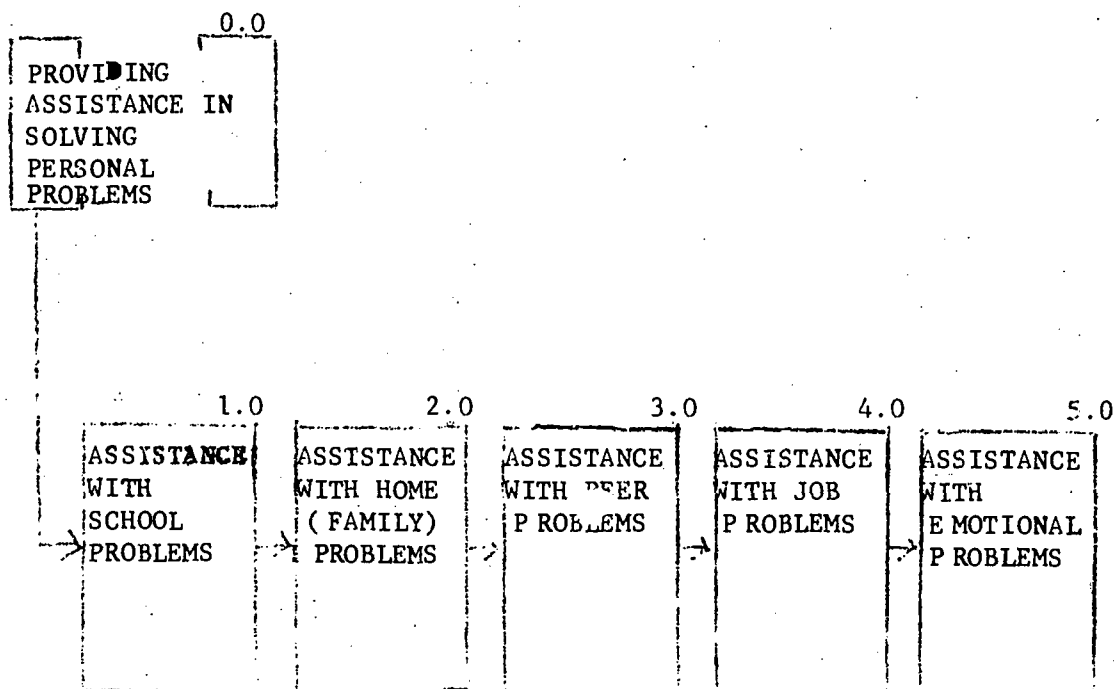 0.0
PROVIDING
ASSISTANCE IN
SOLVING
PERSONAL
PROBLEMS
1.0
ASSISTANCE
WITH
SCHOOL
PROBLEMS
2.0
ASSISTANCE
WITH HOME
(FAMILY)
PROBLEMS
3.0
ASSISTANCE
WITH PEER
PROBLEMS
4.0
ASSISTANCE
WITH JOB
PROBLEMS
5.0
ASSISTANCE
WITH
EMOTIONAL
PROBLEMS